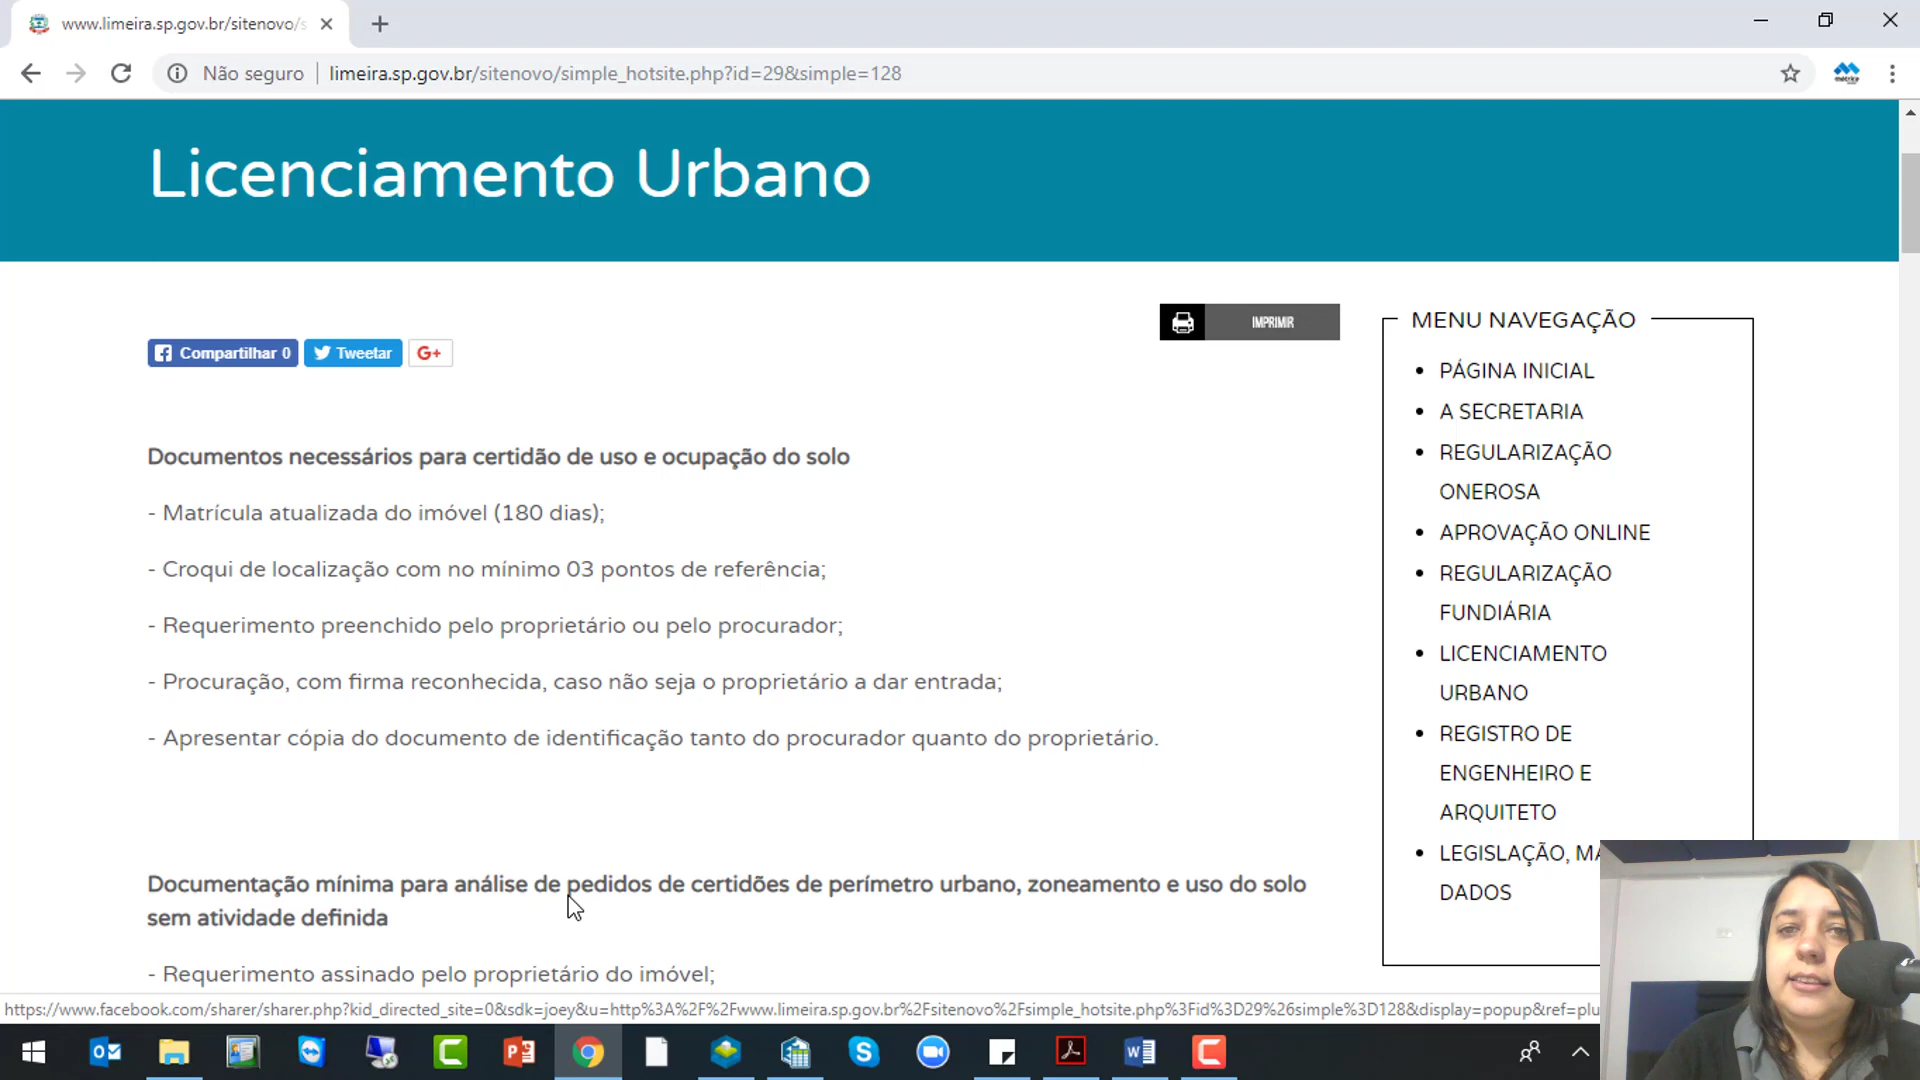 www.limeira.sp.gov.br/sitenovo/s
Não seguro
limeira.sp.gov.br/sitenovo/simple_hotsite.php?id=29&simple=128
métrica
Licenciamento Urbano
IMPRIMIR
Compartilhar 0
Tweetar
G+
Documentos necessários para certidão de uso e ocupação do solo
- Matrícula atualizada do imóvel (180 dias);
- Croqui de localização com no mínimo 03 pontos de referência;
- Requerimento preenchido pelo proprietário ou pelo procurador;
- Procuração, com firma reconhecida, caso não seja o proprietário a dar entrada;
- Apresentar cópia do documento de identificação tanto do procurador quanto do proprietário.
Documentação mínima para análise de pedidos de certidões de perímetro urbano, zoneamento e uso do solo
sem atividade definida
- Requerimento assinado pelo proprietário do imóvel;
MENU NAVEGAÇÃO
• PÁGINA INICIAL
• A SECRETARIA
• REGULARIZAÇÃO
ONEROSA
• APROVAÇÃO ONLINE
• REGULARIZAÇÃO
FUNDIÁRIA
• LICENCIAMENTO
URBANO
• REGISTRO DE
ENGENHEIRO E
ARQUITETO
• LEGISLAÇÃO, MA
DADOS
https://www.facebook.com/sharer/sharer.php?kid_directed_site=0&sdk=joey&u=http%3A%2F%2Fwww.limeira.sp.gov.br%2Fsitenovo%2Fsimple_hotsite.php%3Fid%3D29%26simple%3D128&display=popup&ref=plu